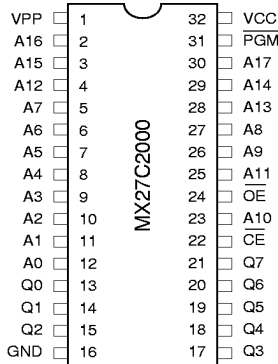 VPP 1 32 VCC
A16 2 31 PGM
A15 3 30 A17
A12 4 29 A14
A7 5 28 A13
A6 6 27 A8
A5 7 26 A9
A4 8 25 A11
A3 9 24 OE
A2 10 23 A10
A1 11 22 CE
A0 12 21 Q7
Q0 13 20 Q6
Q1 14 19 Q5
Q2 15 18 Q4
GND 16 17 Q3
MX27C2000